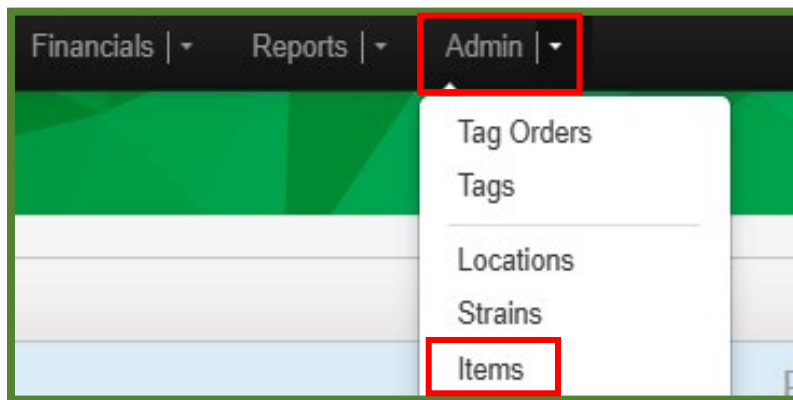 Financials | Reports | Admin |
Tag Orders
Tags
Locations
Strains
Items